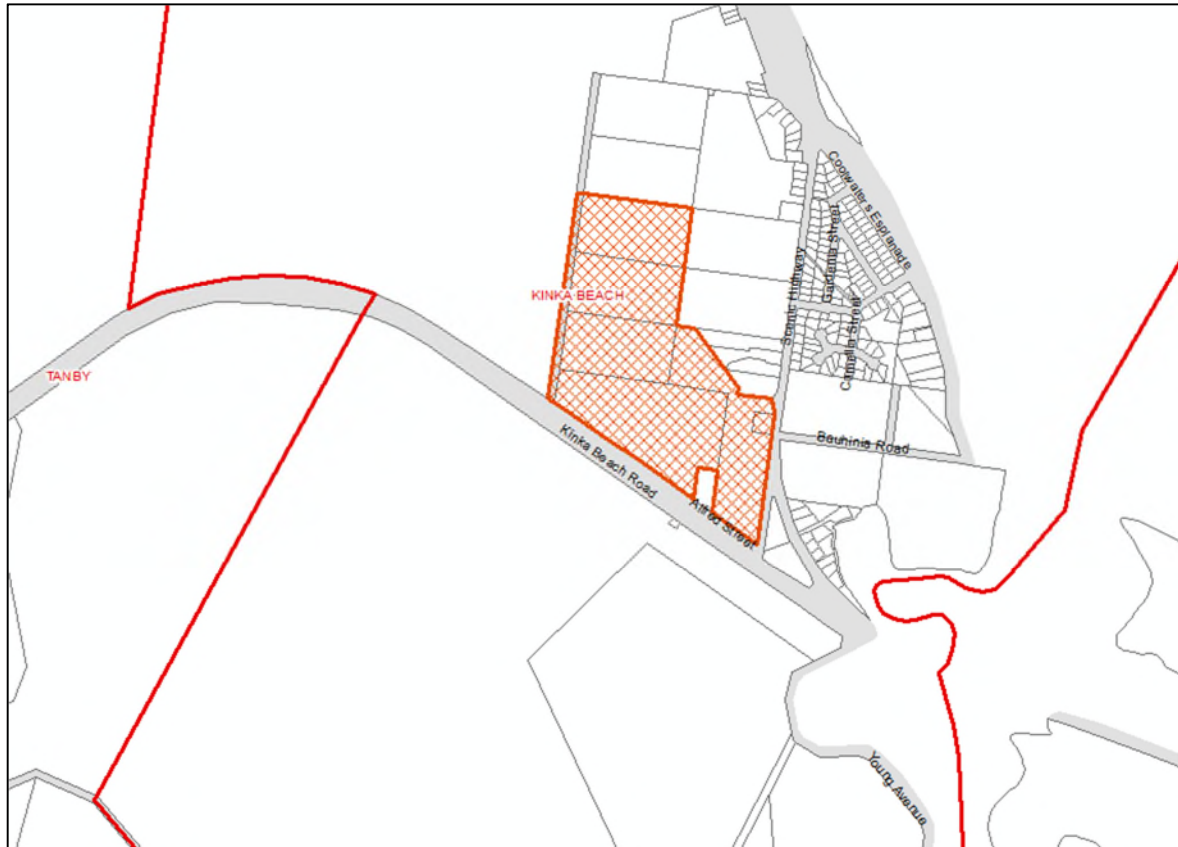 Cootwaters Esplanade
Gardenia Street
Scenic Highway
KINKA BEACH
Camellia Street
TANBY
Bauhinia Road
Kinka Beach Road
Alfred Street
Young Avenue